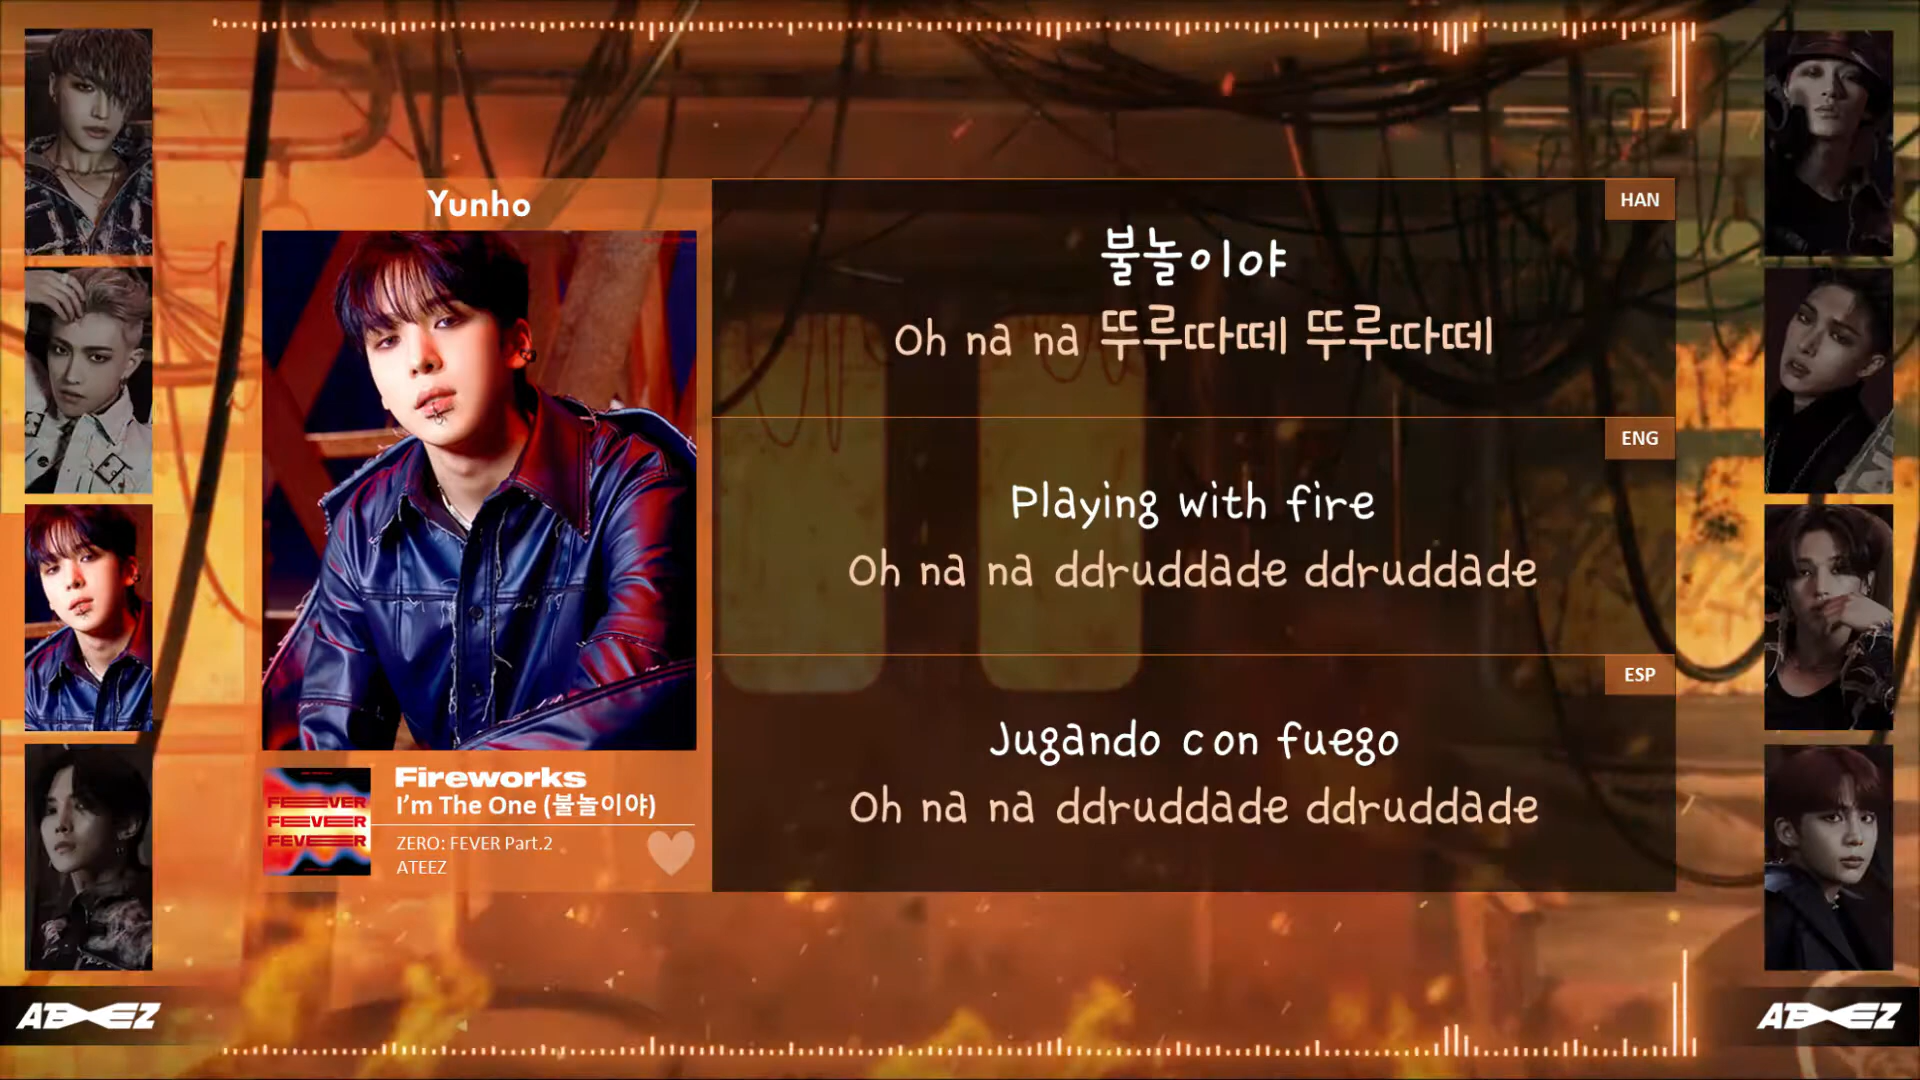 Yunho
Fireworks
I'm The One (불놀이야)
ZERO: FEVER Part.2
ATEEZ
FEVER
FEVER
FEVER
HAN
불놀이야
Oh na na 뚜루따떼 뚜루따떼
ENG
Playing with fire
Oh na na ddruddade ddruddade
ESP
Jugando con fuego
Oh na na ddruddade ddruddade
ATEEZ
ATEEZ